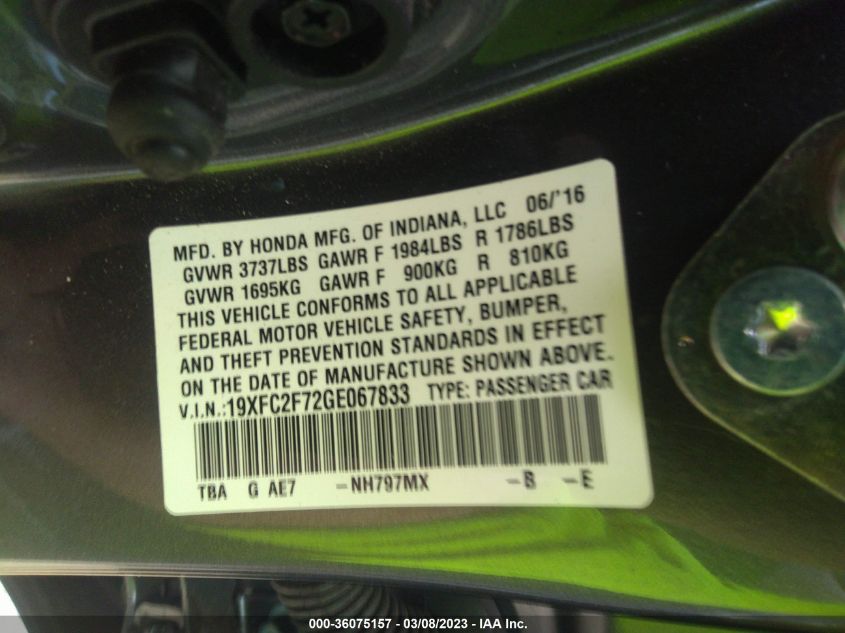 MFD. BY HONDA MFG. OF INDIANA, LLC 06/'16
GVWR 3737LBS GAWR F 1984LBS R 1786LBS
GVWR 1695KG GAWR F 900KG R 810KG
THIS VEHICLE CONFORMS TO ALL APPLICABLE
FEDERAL MOTOR VEHICLE SAFETY, BUMPER,
AND THEFT PREVENTION STANDARDS IN EFFECT
ON THE DATE OF MANUFACTURE SHOWN ABOVE.
V.I.N.:19XFC2F72GE067833 TYPE: PASSENGER CAR
TBA G AE7 –NH797MX –B –E
000-36075157 | 03/08/2023 – IAA Inc.